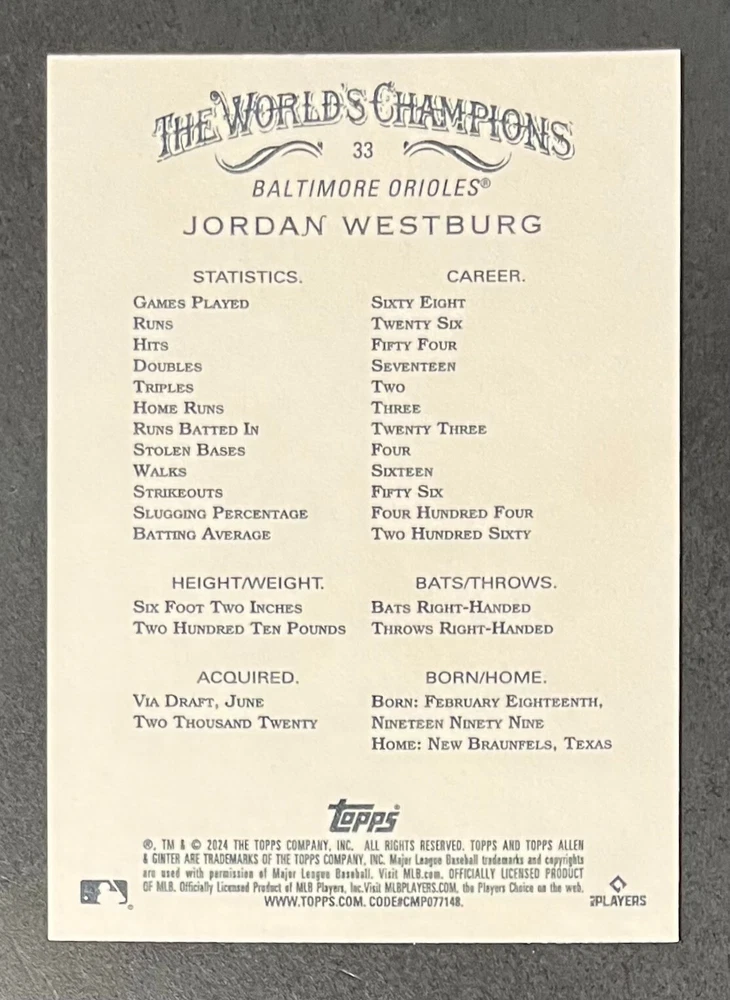 THE WORLD'S CHAMPIONS
33
BALTIMORE ORIOLES®
JORDAN WESTBURG
STATISTICS. CAREER.
GAMES PLAYED SIXTY EIGHT
RUNS TWENTY SIX
HITS FIFTY FOUR
DOUBLES SEVENTEEN
TRIPLES TWO
HOME RUNS THREE
RUNS BATTED IN TWENTY THREE
STOLEN BASES FOUR
WALKS SIXTEEN
STRIKEOUTS FIFTY SIX
SLUGGING PERCENTAGE FOUR HUNDRED FOUR
BATTING AVERAGE TWO HUNDRED SIXTY
HEIGHT/WEIGHT.
SIX FOOT TWO INCHES
TWO HUNDRED TEN POUNDS
BATS/THROWS.
BATS RIGHT-HANDED
THROWS RIGHT-HANDED
ACQUIRED.
VIA DRAFT, JUNE
TWO THOUSAND TWENTY
BORN/HOME.
BORN: FEBRUARY EIGHTEENTH,
NINETEEN NINETY NINE
HOME: NEW BRAUNFELS, TEXAS
Topps®
®, TM & © 2024 THE TOPPS COMPANY, INC. ALL RIGHTS RESERVED. TOPPS AND TOPPS ALLEN
& GINTER ARE TRADEMARKS OF THE TOPPS COMPANY, INC. Major League Baseball trademarks and copyrights
are used with permission of Major League Baseball. Visit MLB.com. OFFICIALLY LICENSED PRODUCT
OF MLB. Officially Licensed Product of MLB Players, Inc. Visit MLBPLAYERS.COM, the Players Choice on the web.
WWW.TOPPS.COM. CODE#CMP077148.
PLAYERS